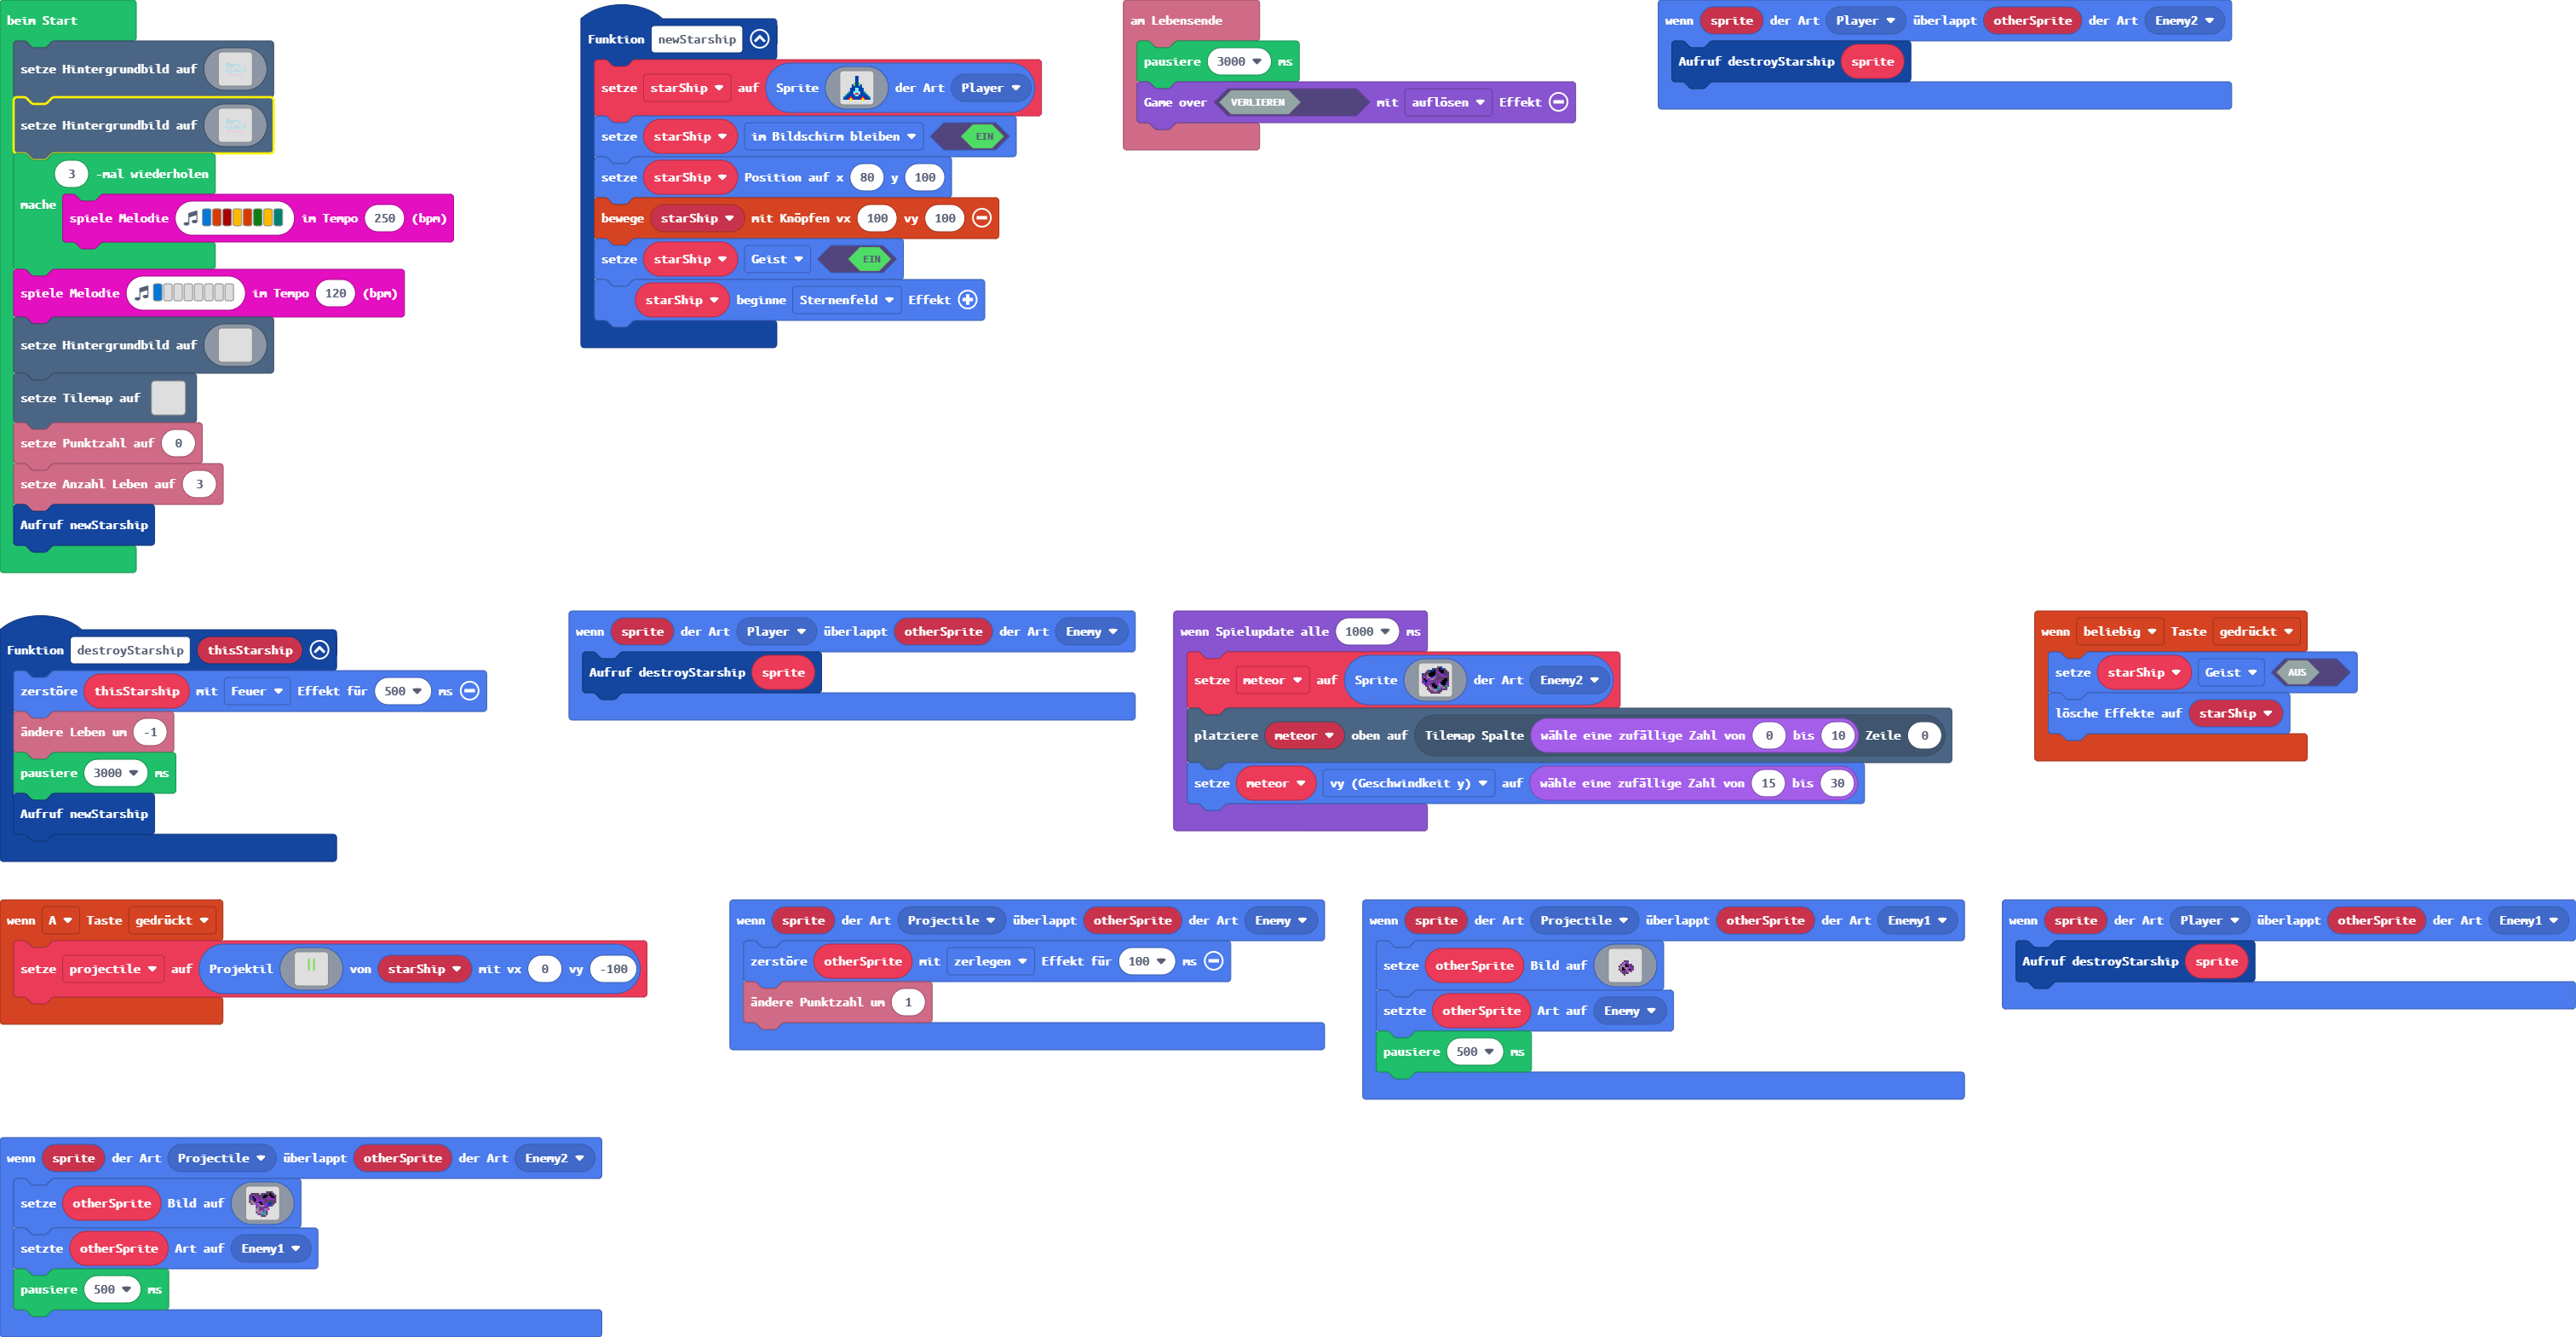 beim Start
setze Hintergrundbild auf
setze Hintergrundbild auf
3 -mal wiederholen
mache
spiele Melodie im Tempo 250 (bpm)
spiele Melodie im Tempo 120 (bpm)
setze Hintergrundbild auf
setze Tilemap auf
setze Punktzahl auf 0
setze Anzahl Leben auf 3
Aufruf newStarship
Funktion newStarship
setze starShip auf Sprite der Art Player
setze starShip im Bildschirm bleiben EIN
setze starShip Position auf x 80 y 100
bewege starShip mit Knöpfen vx 100 vy 100
setze starShip Geist EIN
starShip beginne Sternenfeld Effekt
am Lebensende
pausiere 3000 ms
Game over VERLIEREN mit auflösen Effekt
wenn sprite der Art Player überlappt otherSprite der Art Enemy2
Aufruf destroyStarship sprite
Funktion destroyStarship thisStarship
zerstöre thisStarship mit Feuer Effekt für 500 ms
ändere Leben um -1
pausiere 3000 ms
Aufruf newStarship
wenn sprite der Art Player überlappt otherSprite der Art Enemy
Aufruf destroyStarship sprite
wenn Spielupdate alle 1000 ms
setze meteor auf Sprite der Art Enemy2
platziere meteor oben auf Tilemap Spalte wähle eine zufällige Zahl von 0 bis 10 Zeile 0
setze meteor vy (Geschwindkeit y) auf wähle eine zufällige Zahl von 15 bis 30
wenn beliebig Taste gedrückt
setze starShip Geist AUS
lösche Effekte auf starShip
wenn A Taste gedrückt
setze projectile auf Projektil von starShip mit vx 0 vy -100
wenn sprite der Art Projectile überlappt otherSprite der Art Enemy
zerstöre otherSprite mit zerlegen Effekt für 100 ms
ändere Punktzahl um 1
wenn sprite der Art Projectile überlappt otherSprite der Art Enemy1
setze otherSprite Bild auf
setzte otherSprite Art auf Enemy
pausiere 500 ms
wenn sprite der Art Player überlappt otherSprite der Art Enemy1
Aufruf destroyStarship sprite
wenn sprite der Art Projectile überlappt otherSprite der Art Enemy2
setze otherSprite Bild auf
setzte otherSprite Art auf Enemy1
pausiere 500 ms